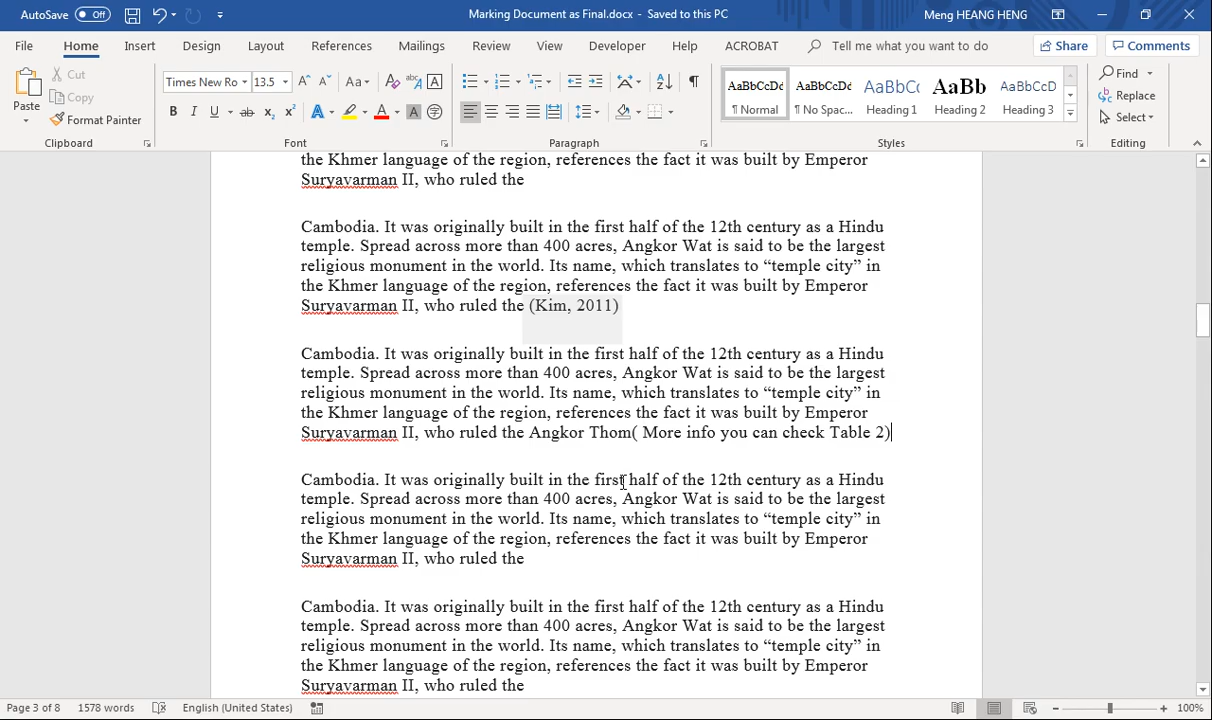 AutoSave Off Marking Document as Final.docx - Saved to this PC Meng HEANG HENG
File Home Insert Design Layout References Mailings Review View Developer Help ACROBAT Tell me what you want to do Share Comments
Paste Cut Copy Format Painter
Times New Ro 13.5 Aa A A
B I U ab x₂ x² A A A
AaBbCcDd ¶ Normal AaBbCcDd ¶ No Spac... AaBbCc Heading 1 AaBb Heading 2 AaBbCcD Heading 3
Find Replace Select
Clipboard Font Paragraph Styles Editing
the Khmer language of the region, references the fact it was built by Emperor
Suryavarman II, who ruled the
Cambodia. It was originally built in the first half of the 12th century as a Hindu
temple. Spread across more than 400 acres, Angkor Wat is said to be the largest
religious monument in the world. Its name, which translates to “temple city” in
the Khmer language of the region, references the fact it was built by Emperor
Suryavarman II, who ruled the (Kim, 2011)
Cambodia. It was originally built in the first half of the 12th century as a Hindu
temple. Spread across more than 400 acres, Angkor Wat is said to be the largest
religious monument in the world. Its name, which translates to “temple city” in
the Khmer language of the region, references the fact it was built by Emperor
Suryavarman II, who ruled the Angkor Thom( More info you can check Table 2)
Cambodia. It was originally built in the first half of the 12th century as a Hindu
temple. Spread across more than 400 acres, Angkor Wat is said to be the largest
religious monument in the world. Its name, which translates to “temple city” in
the Khmer language of the region, references the fact it was built by Emperor
Suryavarman II, who ruled the
Cambodia. It was originally built in the first half of the 12th century as a Hindu
temple. Spread across more than 400 acres, Angkor Wat is said to be the largest
religious monument in the world. Its name, which translates to “temple city” in
the Khmer language of the region, references the fact it was built by Emperor
Suryavarman II, who ruled the
Page 3 of 8 1578 words English (United States) 100%